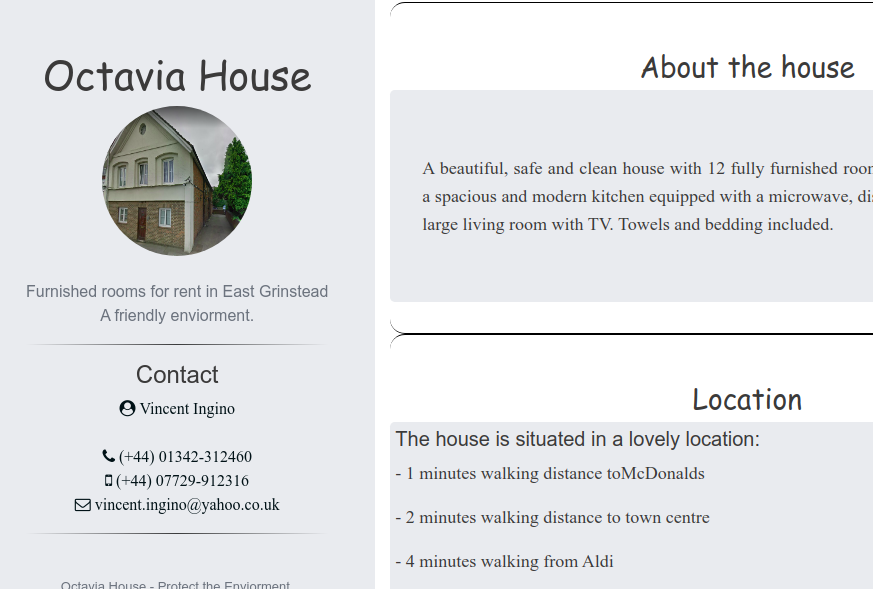 Octavia House
Furnished rooms for rent in East Grinstead
A friendly enviorment.
Contact
Vincent Ingino
(+44) 01342-312460
(+44) 07729-912316
vincent.ingino@yahoo.co.uk
Octavia House - Protect the Enviorment
About the house
A beautiful, safe and clean house with 12 fully furnished
a spacious and modern kitchen equipped with a microwave,
large living room with TV. Towels and bedding included.
Location
The house is situated in a lovely location:
- 1 minutes walking distance toMcDonalds
- 2 minutes walking distance to town centre
- 4 minutes walking from Aldi